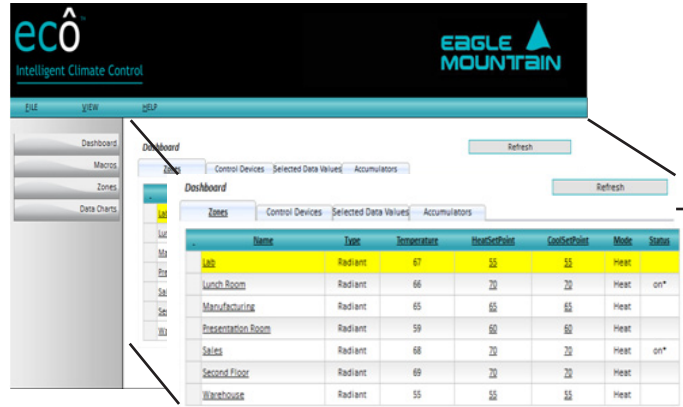 ecô
Intelligent Climate Control
EAGLE
MOUNTAIN
FILE VIEW HELP
Dashboard
Macros
Zones
Data Charts
Dashboard Refresh
Zones Control Devices Selected Data Values Accumulators
Dashboard Refresh
Zones Control Devices Selected Data Values Accumulators
Name Type Temperature HeatSetPoint CoolSetPoint Mode Status
Lab Radiant 67 55 55 Heat
Lunch Room Radiant 66 70 70 Heat on*
Manufacturing Radiant 65 65 65 Heat
Presentation Room Radiant 59 60 60 Heat
Sales Radiant 68 70 70 Heat on*
Second Floor Radiant 69 70 70 Heat
Warehouse Radiant 55 55 55 Heat